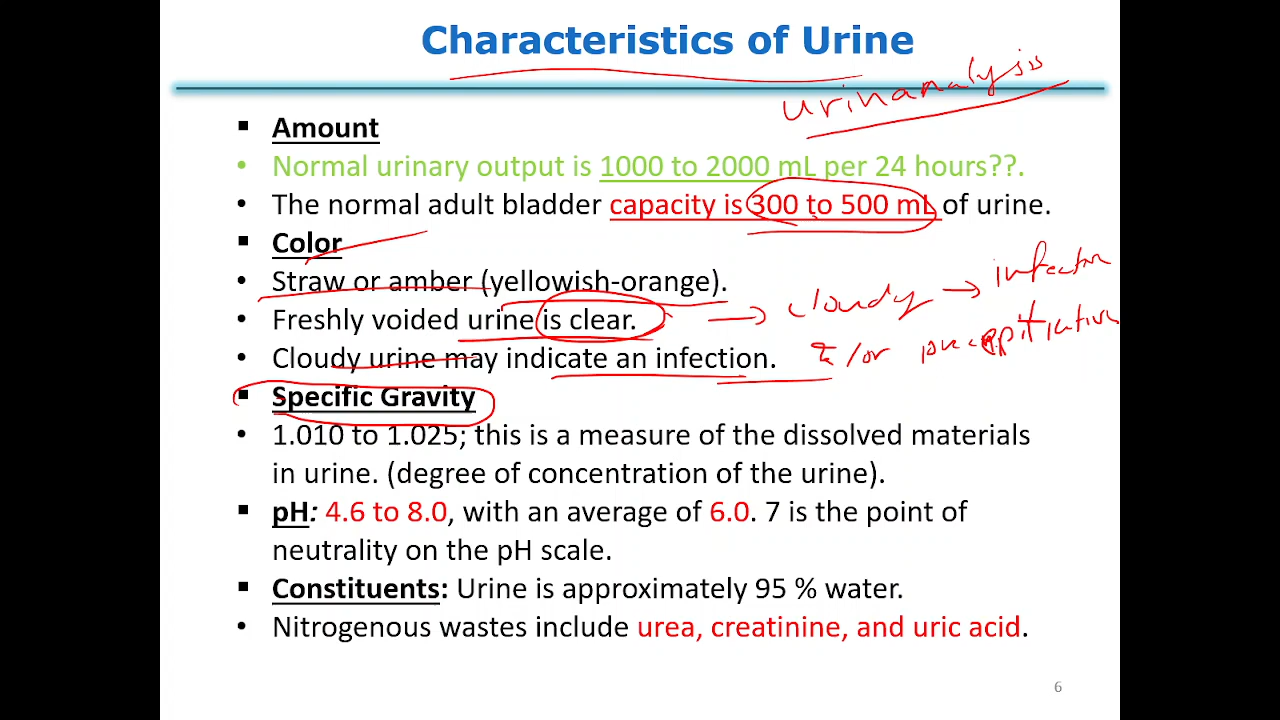 Characteristics of Urine
urinanalysis
▪ Amount
• Normal urinary output is 1000 to 2000 mL per 24 hours??.
• The normal adult bladder capacity is 300 to 500 mL of urine.
▪ Color
• Straw or amber (yellowish-orange).
• Freshly voided urine is clear. → cloudy → infection
• Cloudy urine may indicate an infection. /or
▪ Specific Gravity
• 1.010 to 1.025; this is a measure of the dissolved materials
in urine. (degree of concentration of the urine).
▪ pH: 4.6 to 8.0, with an average of 6.0. 7 is the point of
neutrality on the pH scale.
▪ Constituents: Urine is approximately 95 % water.
• Nitrogenous wastes include urea, creatinine, and uric acid.
6